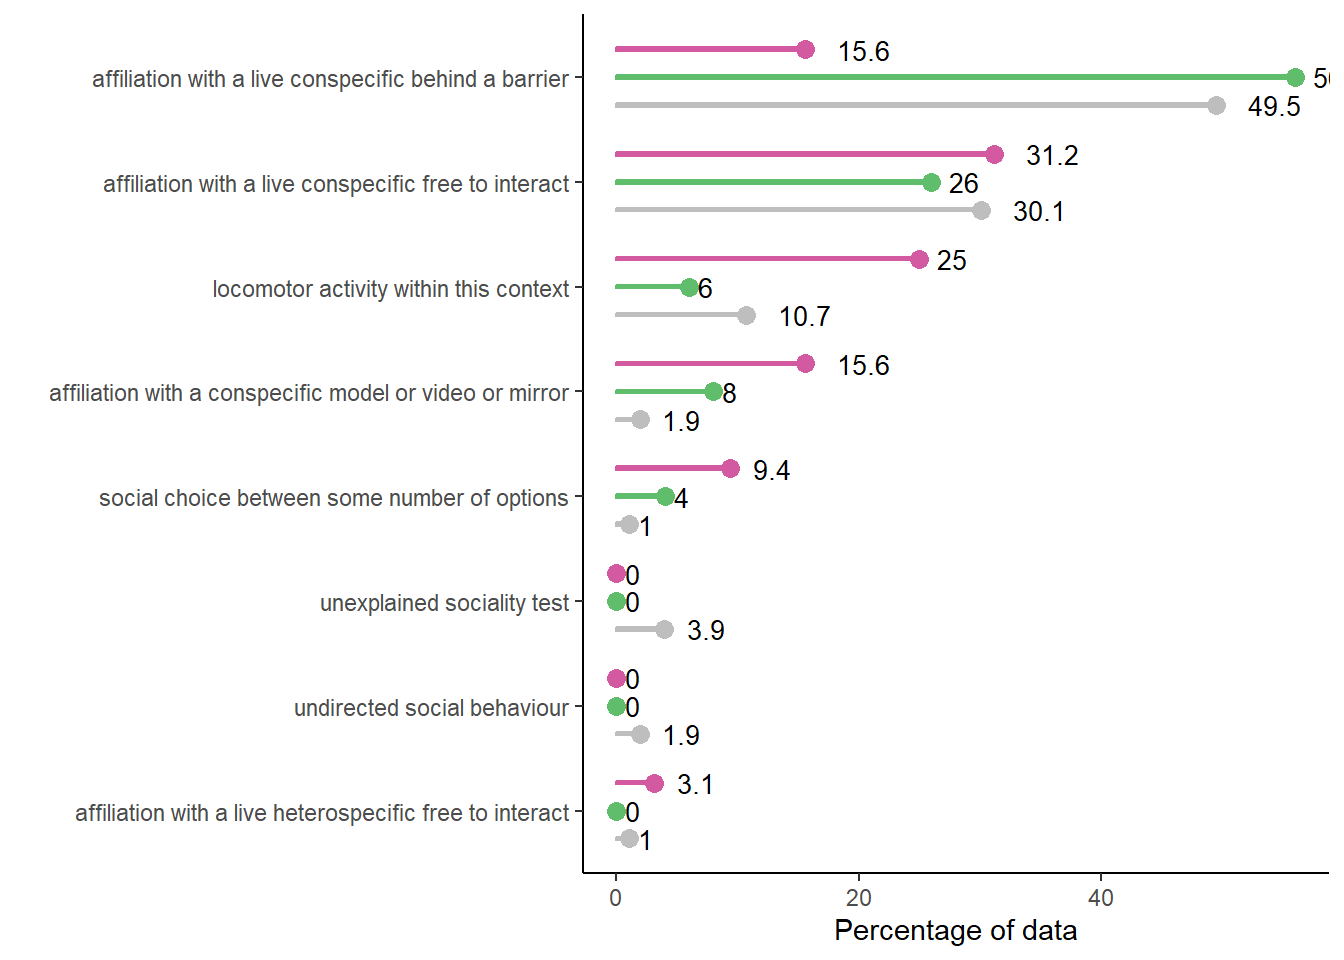 15.6
affiliation with a live conspecific behind a barrier
49.5
31.2
affiliation with a live conspecific free to interact
26
30.1
25
locomotor activity within this context
6
10.7
15.6
affiliation with a conspecific model or video or mirror
8
1.9
9.4
social choice between some number of options
4
1
0
unexplained sociality test
0
3.9
0
undirected social behaviour
0
1.9
3.1
affiliation with a live heterospecific free to interact
0
1
0 20 40
Percentage of data